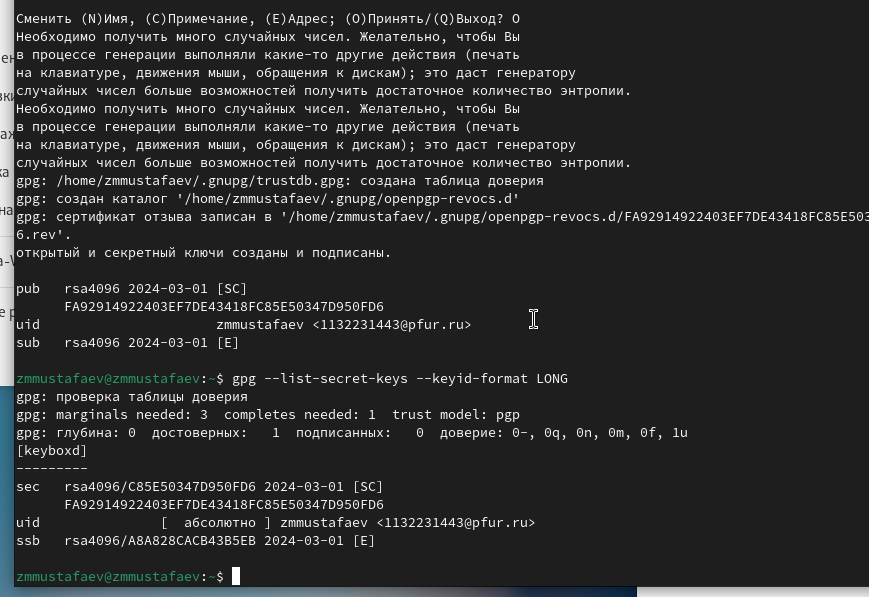 Сменить (N)Имя, (C)Примечание, (E)Адрес; (O)Принять/(Q)Выход? O
Необходимо получить много случайных чисел. Желательно, чтобы Вы
в процессе генерации выполняли какие-то другие действия (печать
на клавиатуре, движения мыши, обращения к дискам); это даст генератору
случайных чисел больше возможностей получить достаточное количество энтропии.
Необходимо получить много случайных чисел. Желательно, чтобы Вы
в процессе генерации выполняли какие-то другие действия (печать
на клавиатуре, движения мыши, обращения к дискам); это даст генератору
случайных чисел больше возможностей получить достаточное количество энтропии.
gpg: /home/zmmustafaev/.gnupg/trustdb.gpg: создана таблица доверия
gpg: создан каталог '/home/zmmustafaev/.gnupg/openpgp-revocs.d'
gpg: сертификат отзыва записан в '/home/zmmustafaev/.gnupg/openpgp-revocs.d/FA92914922403EF7DE43418FC85E503
6.rev'.
открытый и секретный ключи созданы и подписаны.
pub   rsa4096 2024-03-01 [SC]
      FA92914922403EF7DE43418FC85E50347D950FD6
uid                      zmmustafaev <1132231443@pfur.ru>
sub   rsa4096 2024-03-01 [E]
zmmustafaev@zmmustafaev:~$ gpg --list-secret-keys --keyid-format LONG
gpg: проверка таблицы доверия
gpg: marginals needed: 3  completes needed: 1  trust model: pgp
gpg: глубина: 0  достоверных:   1  подписанных:   0  доверие: 0-, 0q, 0n, 0m, 0f, 1u
[keyboxd]
---------
sec   rsa4096/C85E50347D950FD6 2024-03-01 [SC]
      FA92914922403EF7DE43418FC85E50347D950FD6
uid               [  абсолютно ] zmmustafaev <1132231443@pfur.ru>
ssb   rsa4096/A8A828CACB43B5EB 2024-03-01 [E]
zmmustafaev@zmmustafaev:~$